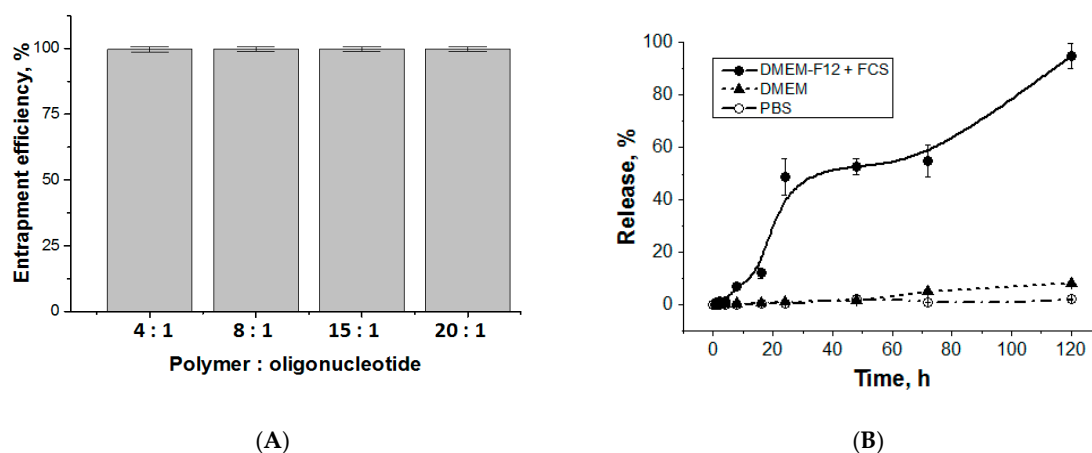 Entrapment efficiency, %
100
75
50
25
0
4 : 1 8 : 1 15 : 1 20 : 1
Polymer : oligonucleotide
(A)
Release, %
100
80
60
40
20
0
DMEM-F12 + FCS
DMEM
PBS
0 20 40 60 80 100 120
Time, h
(B)